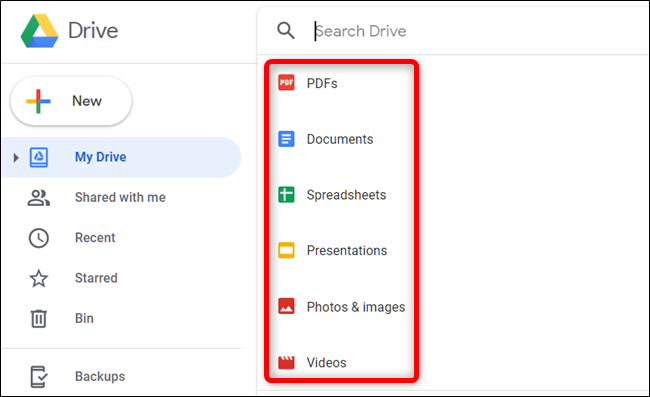 Drive
Search Drive
New
My Drive
Shared with me
Recent
Starred
Bin
Backups
PDF PDFs
Documents
Spreadsheets
Presentations
Photos & images
Videos